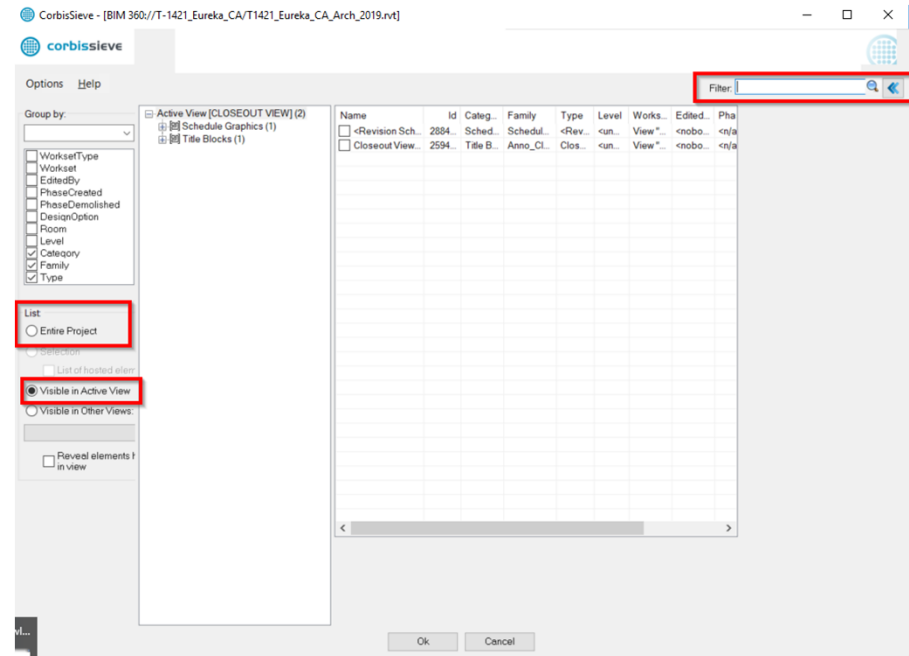 CorbisSieve - [BIM 360://T-1421_Eureka_CA/T1421_Eureka_CA_Arch_2019.rvt]
corbissieve
Options Help
Filter:
Group by:
WorksetType
Workset
EditedBy
PhaseCreated
PhaseDemolished
DesignOption
Room
Level
Category
Family
Type
List:
Entire Project
Selection
List of hosted elem
Visible in Active View
Visible in Other Views:
Reveal elements h
in view
Active View [CLOSEOUT VIEW] (2)
Schedule Graphics (1)
Title Blocks (1)
Name Id Categ... Family Type Level Works... Edited... Pha
<Revision Sch... 2884... Sched... Schedul... <Rev... <un... View "... <nobo... <n/a
Closeout View... 2594... Title B... Anno_Cl... Clos... <un... View "... <nobo... <n/a
Ok Cancel